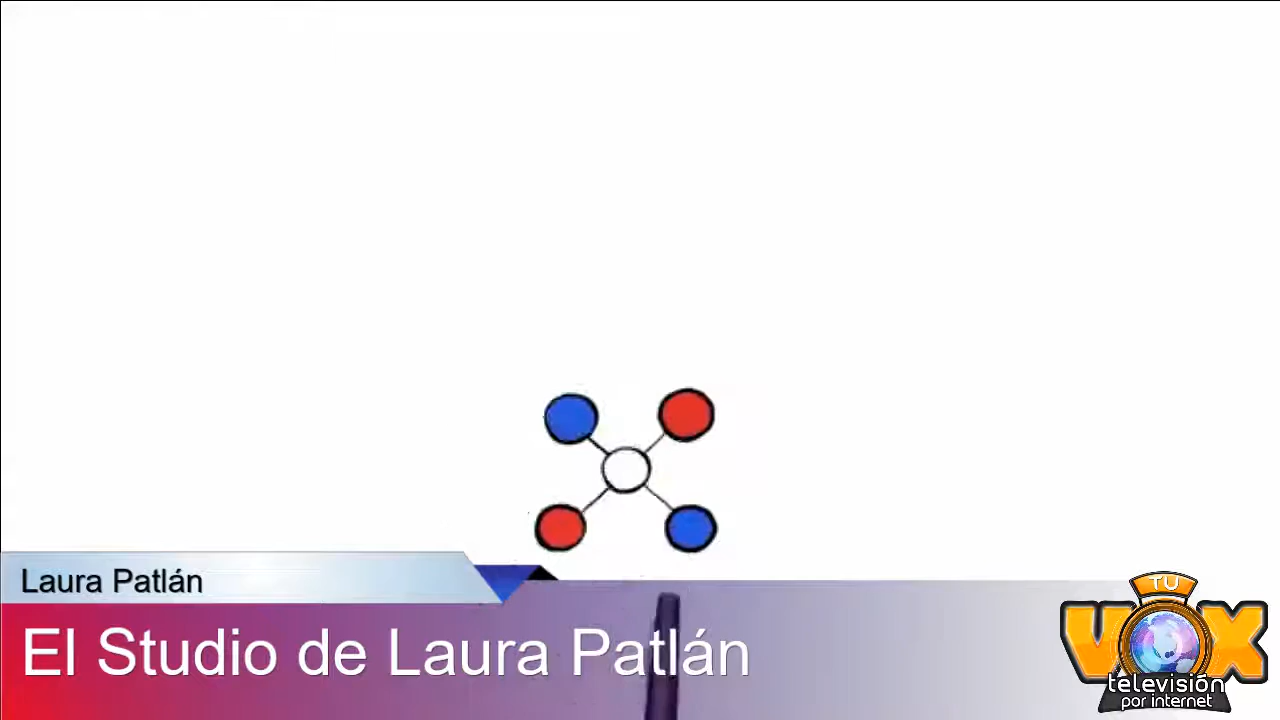 Laura Patlán
El Studio de Laura Patlán
TU
VOX
televisión
por internet